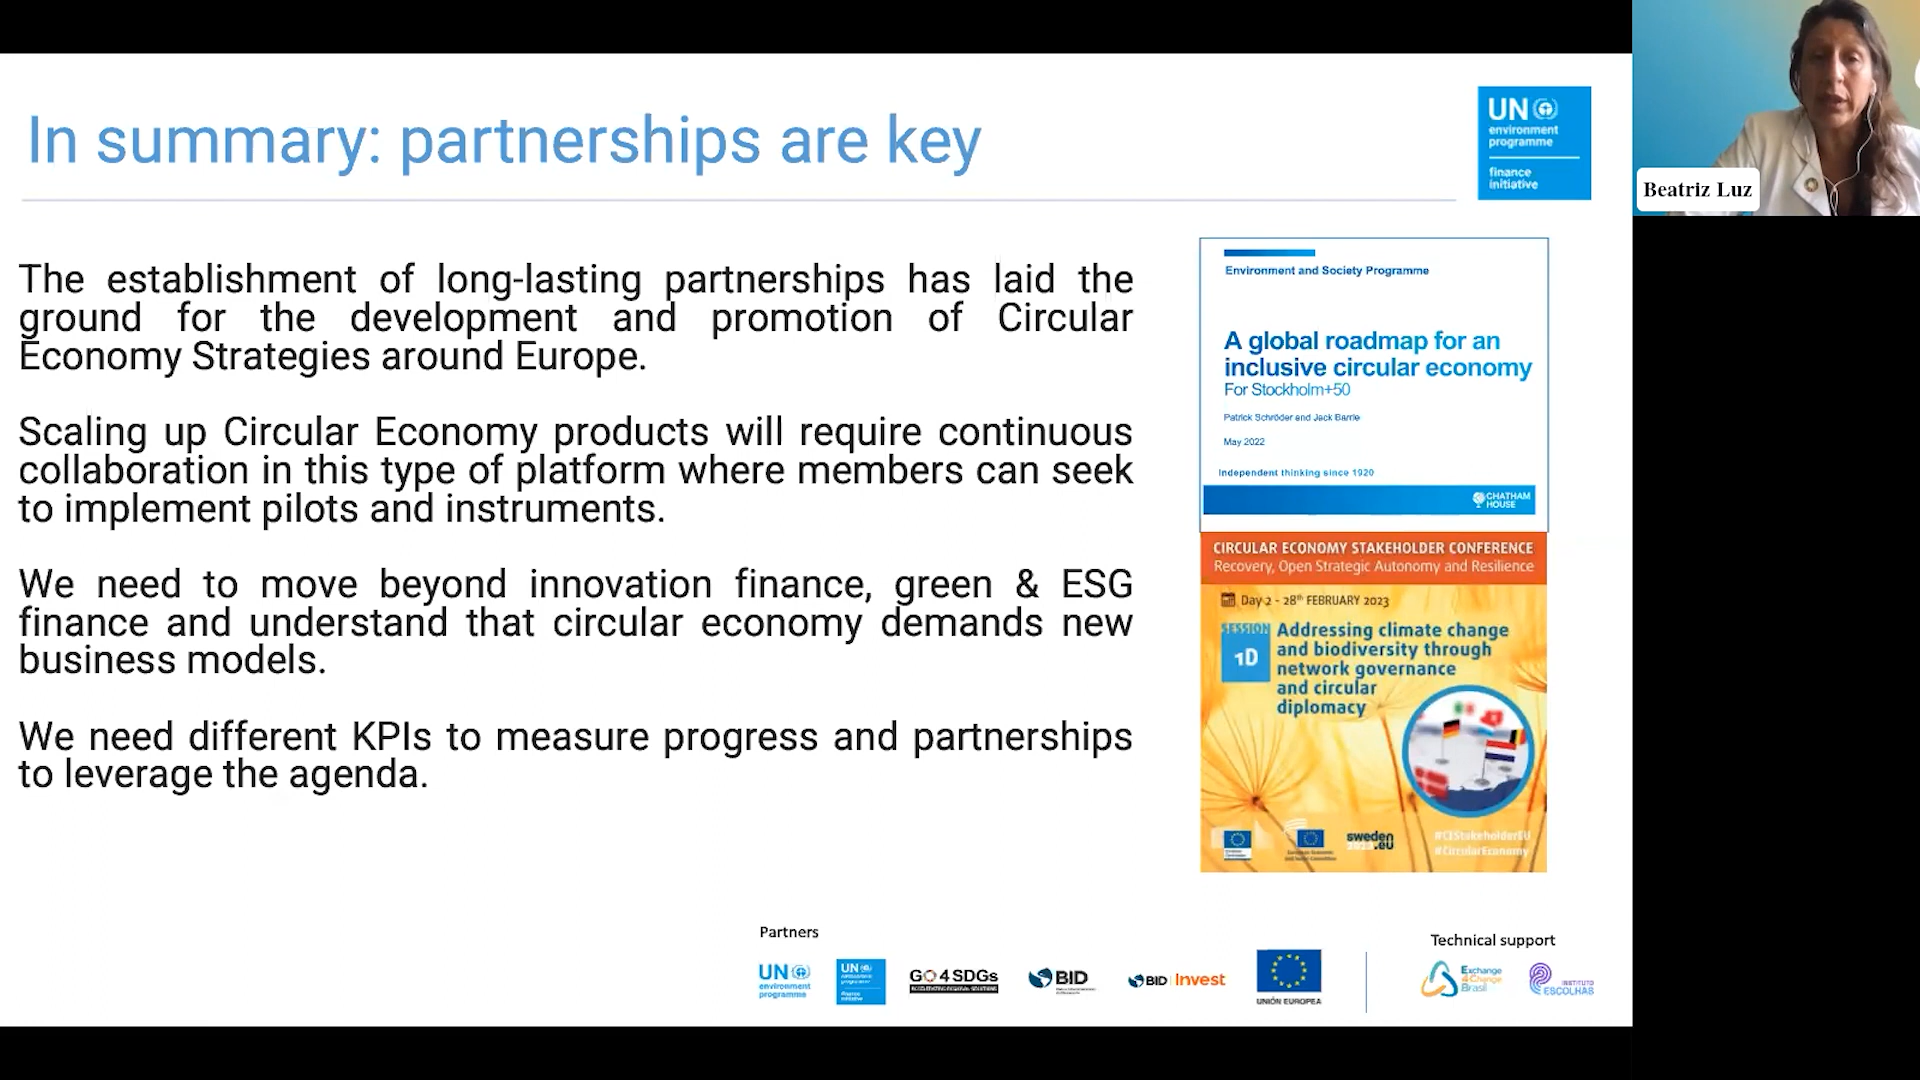 In summary: partnerships are key
UN
environment
programme
finance
initiative
Beatriz Luz
The establishment of long-lasting partnerships has laid the
ground for the development and promotion of Circular
Economy Strategies around Europe.
Scaling up Circular Economy products will require continuous
collaboration in this type of platform where members can seek
to implement pilots and instruments.
We need to move beyond innovation finance, green & ESG
finance and understand that circular economy demands new
business models.
We need different KPIs to measure progress and partnerships
to leverage the agenda.
Environment and Society Programme
A global roadmap for an
inclusive circular economy
For Stockholm+50
Patrick Schröder and Jack Barrie
May 2022
Independent thinking since 1920
CHATHAM
HOUSE
CIRCULAR ECONOMY STAKEHOLDER CONFERENCE
Recovery, Open Strategic Autonomy and Resilience
Day 2 - 28th FEBRUARY 2023
SESSION
1D
Addressing climate change
and biodiversity through
network governance
and circular
diplomacy
sweden
2023.eu
#CEStakeholderEU
#CircularEconomy
Partners
UN
environment
programme
UN
GO4SDGs
BID
BID Invest
UNIÓN EUROPEA
Technical support
Exchange
4Change
Brasil
INSTITUTO
ESCOLHAS